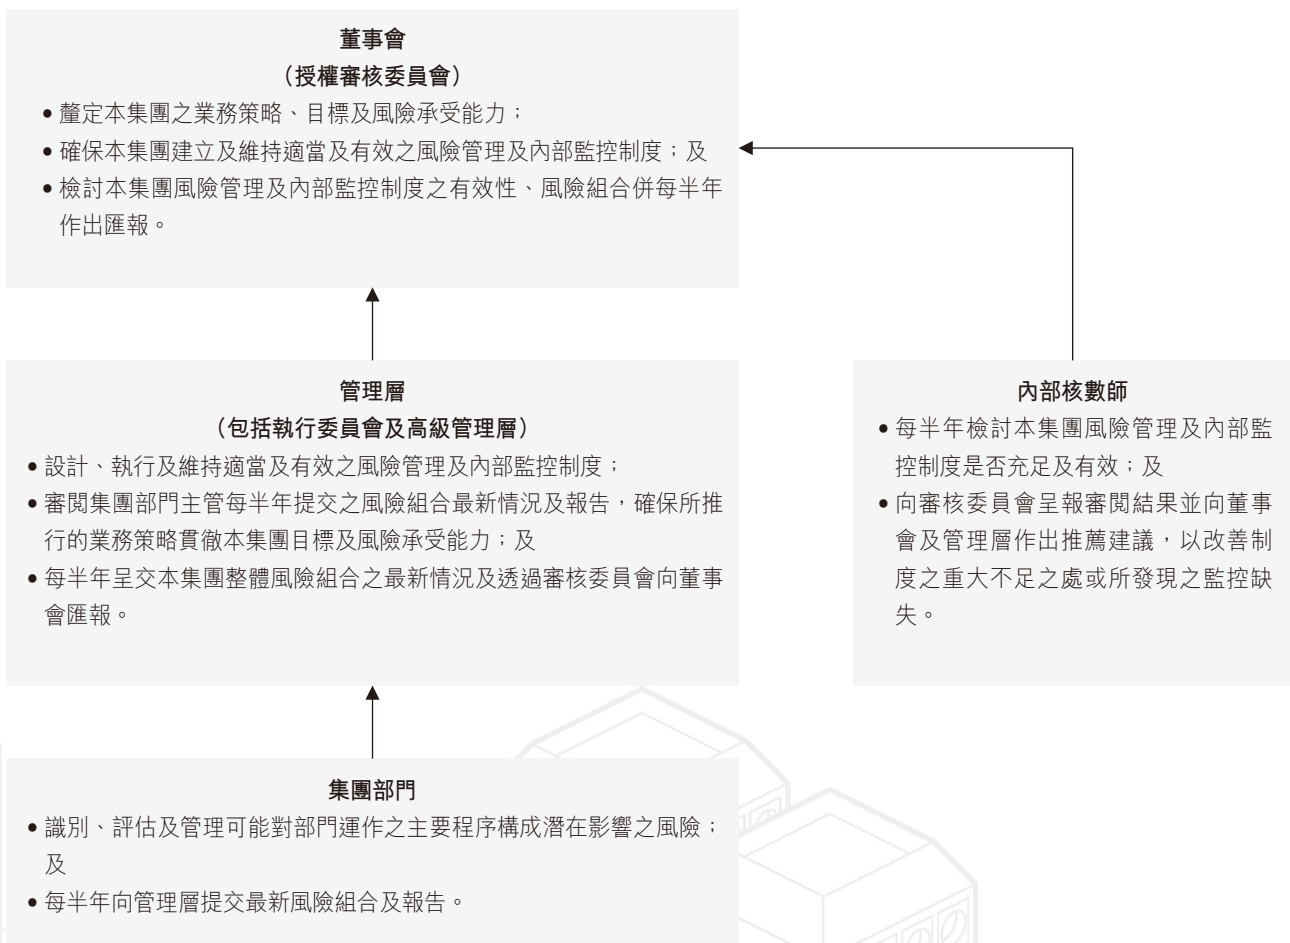 董事會
（授權審核委員會）
• 釐定本集團之業務策略、目標及風險承受能力；
• 確保本集團建立及維持適當及有效之風險管理及內部監控制度；及
• 檢討本集團風險管理及內部監控制度之有效性、風險組合併每半年
作出匯報。
管理層
（包括執行委員會及高級管理層）
• 設計、執行及維持適當及有效之風險管理及內部監控制度；
• 審閱集團部門主管每半年提交之風險組合最新情況及報告，確保所推
行的業務策略貫徹本集團目標及風險承受能力；及
• 每半年呈交本集團整體風險組合之最新情況及透過審核委員會向董事
會匯報。
內部核數師
• 每半年檢討本集團風險管理及內部監
控制度是否充足及有效；及
• 向審核委員會呈報審閱結果並向董事
會及管理層作出推薦建議，以改善制
度之重大不足之處或所發現之監控缺
失。
集團部門
• 識別、評估及管理可能對部門運作之主要程序構成潛在影響之風險；
及
• 每半年向管理層提交最新風險組合及報告。